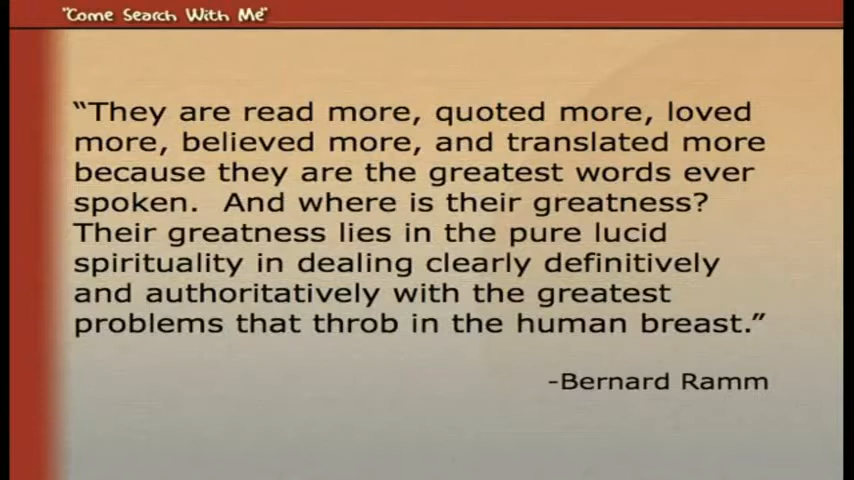 "Come Search With Me"
“They are read more, quoted more, loved
more, believed more, and translated more
because they are the greatest words ever
spoken.  And where is their greatness?
Their greatness lies in the pure lucid
spirituality in dealing clearly definitively
and authoritatively with the greatest
problems that throb in the human breast.”
-Bernard Ramm